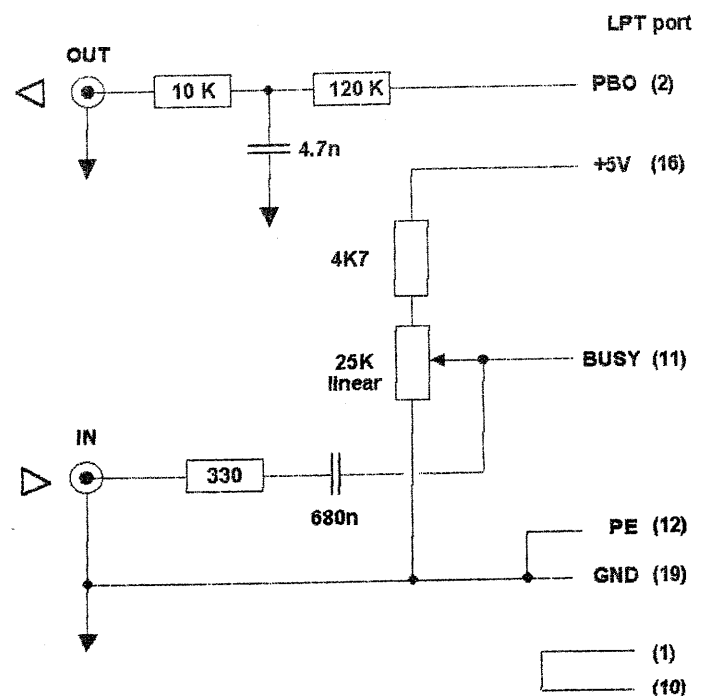 LPT port
OUT
10 K
120 K
PBO (2)
4.7n
+5V (16)
4K7
25K
linear
BUSY (11)
IN
330
680n
PE (12)
GND (19)
(1)
(10)